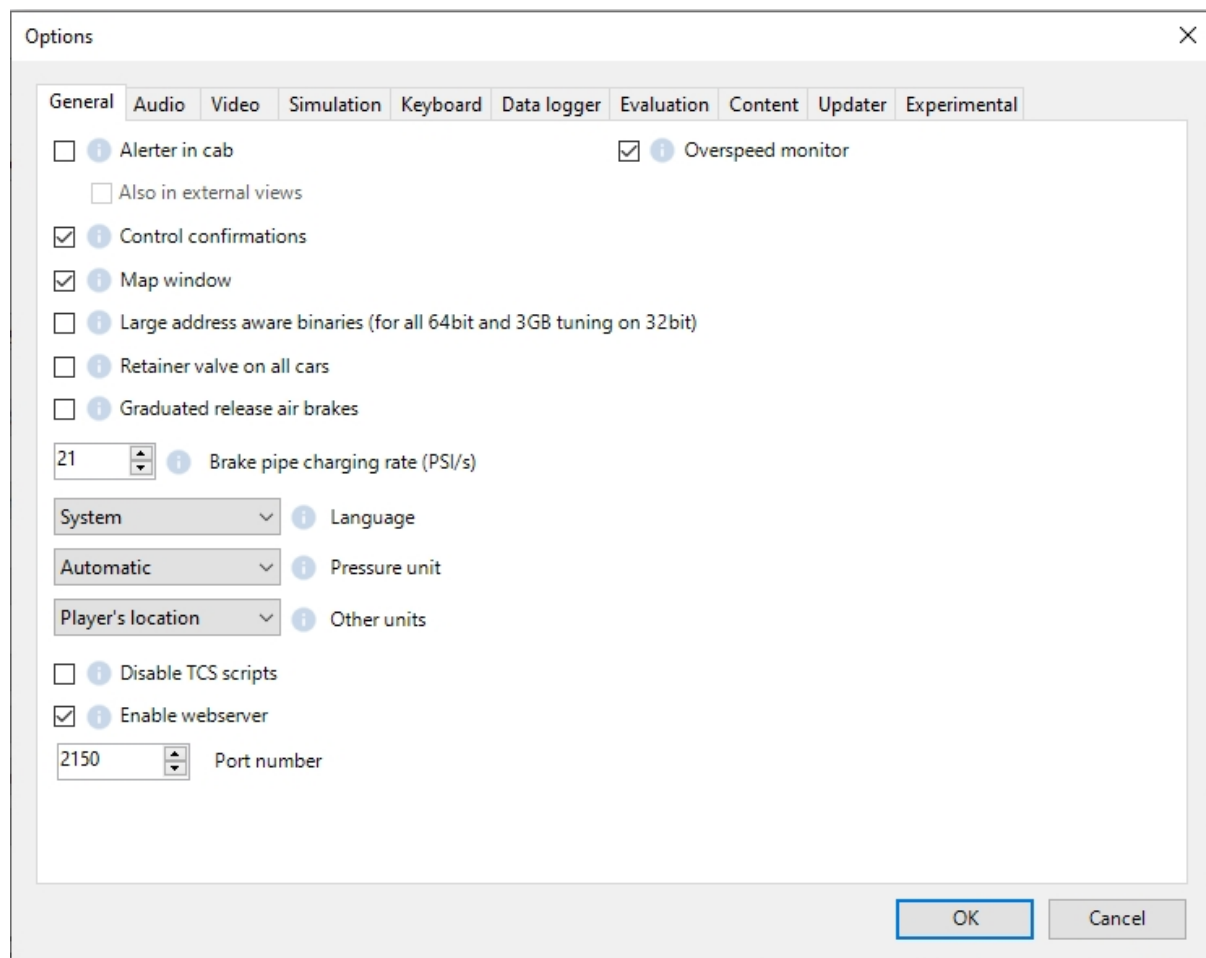 Options
General Audio Video Simulation Keyboard Data logger Evaluation Content Updater Experimental
Alerter in cab
Overspeed monitor
Also in external views
Control confirmations
Map window
Large address aware binaries (for all 64bit and 3GB tuning on 32bit)
Retainer valve on all cars
Graduated release air brakes
21 Brake pipe charging rate (PSI/s)
System Language
Automatic Pressure unit
Player's location Other units
Disable TCS scripts
Enable webserver
2150 Port number
OK Cancel